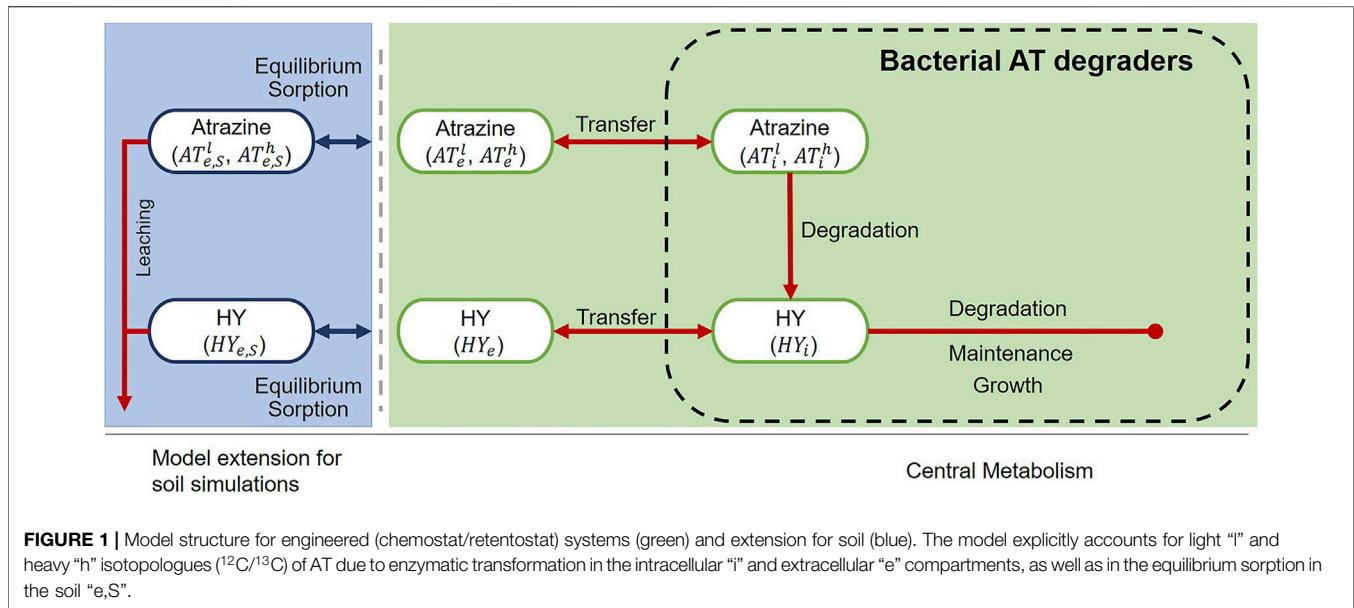 Bacterial AT degraders
Equilibrium
Sorption
Atrazine
(AT^l_{e,S}, AT^h_{e,S})
Atrazine
(AT^l_e, AT^h_e)
Transfer
Atrazine
(AT^l_i, AT^h_i)
Leaching
Degradation
HY
(HY_{e,S})
HY
(HY_e)
Transfer
HY
(HY_i)
Degradation
Maintenance
Growth
Equilibrium
Sorption
Model extension for
soil simulations
Central Metabolism
FIGURE 1 | Model structure for engineered (chemostat/retentostat) systems (green) and extension for soil (blue). The model explicitly accounts for light “l” and
heavy “h” isotopologues (¹²C/¹³C) of AT due to enzymatic transformation in the intracellular “i” and extracellular “e” compartments, as well as in the equilibrium sorption in
the soil “e,S”.